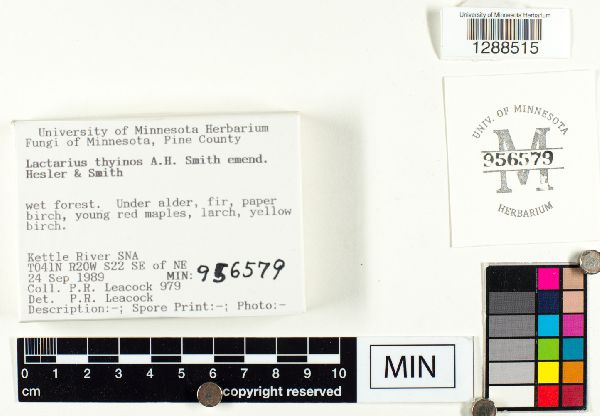 University of Minnesota Herbarium
1288515
UNIV. OF MINNESOTA
M
956579
HERBARIUM
University of Minnesota Herbarium
Fungi of Minnesota, Pine County
Lactarius thyinos A.H. Smith emend.
Hesler & Smith
wet forest. Under alder, fir, paper
birch, young red maples, larch, yellow
birch.
Kettle River SNA
T041N R20W S22 SE of NE
24 Sep 1989 MIN: 956579
Coll. P.R. Leacock 979
Det. P.R. Leacock
Description:-; Spore Print:-; Photo:-
0 1 2 3 4 5 6 7 8 9 10
cm copyright reserved
MIN